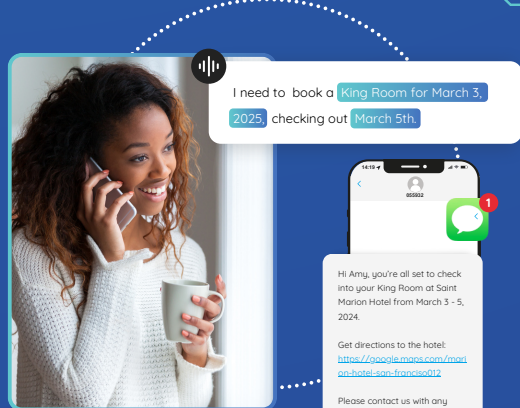 I need to book a King Room for March 3,
2025, checking out March 5th.
14:19
855932
1
Hi Amy, you're all set to check
into your King Room at Saint
Marion Hotel from March 3 - 5,
2024.
Get directions to the hotel:
https://google.maps.com/mari
on-hotel-san-franciso012
Please contact us with any